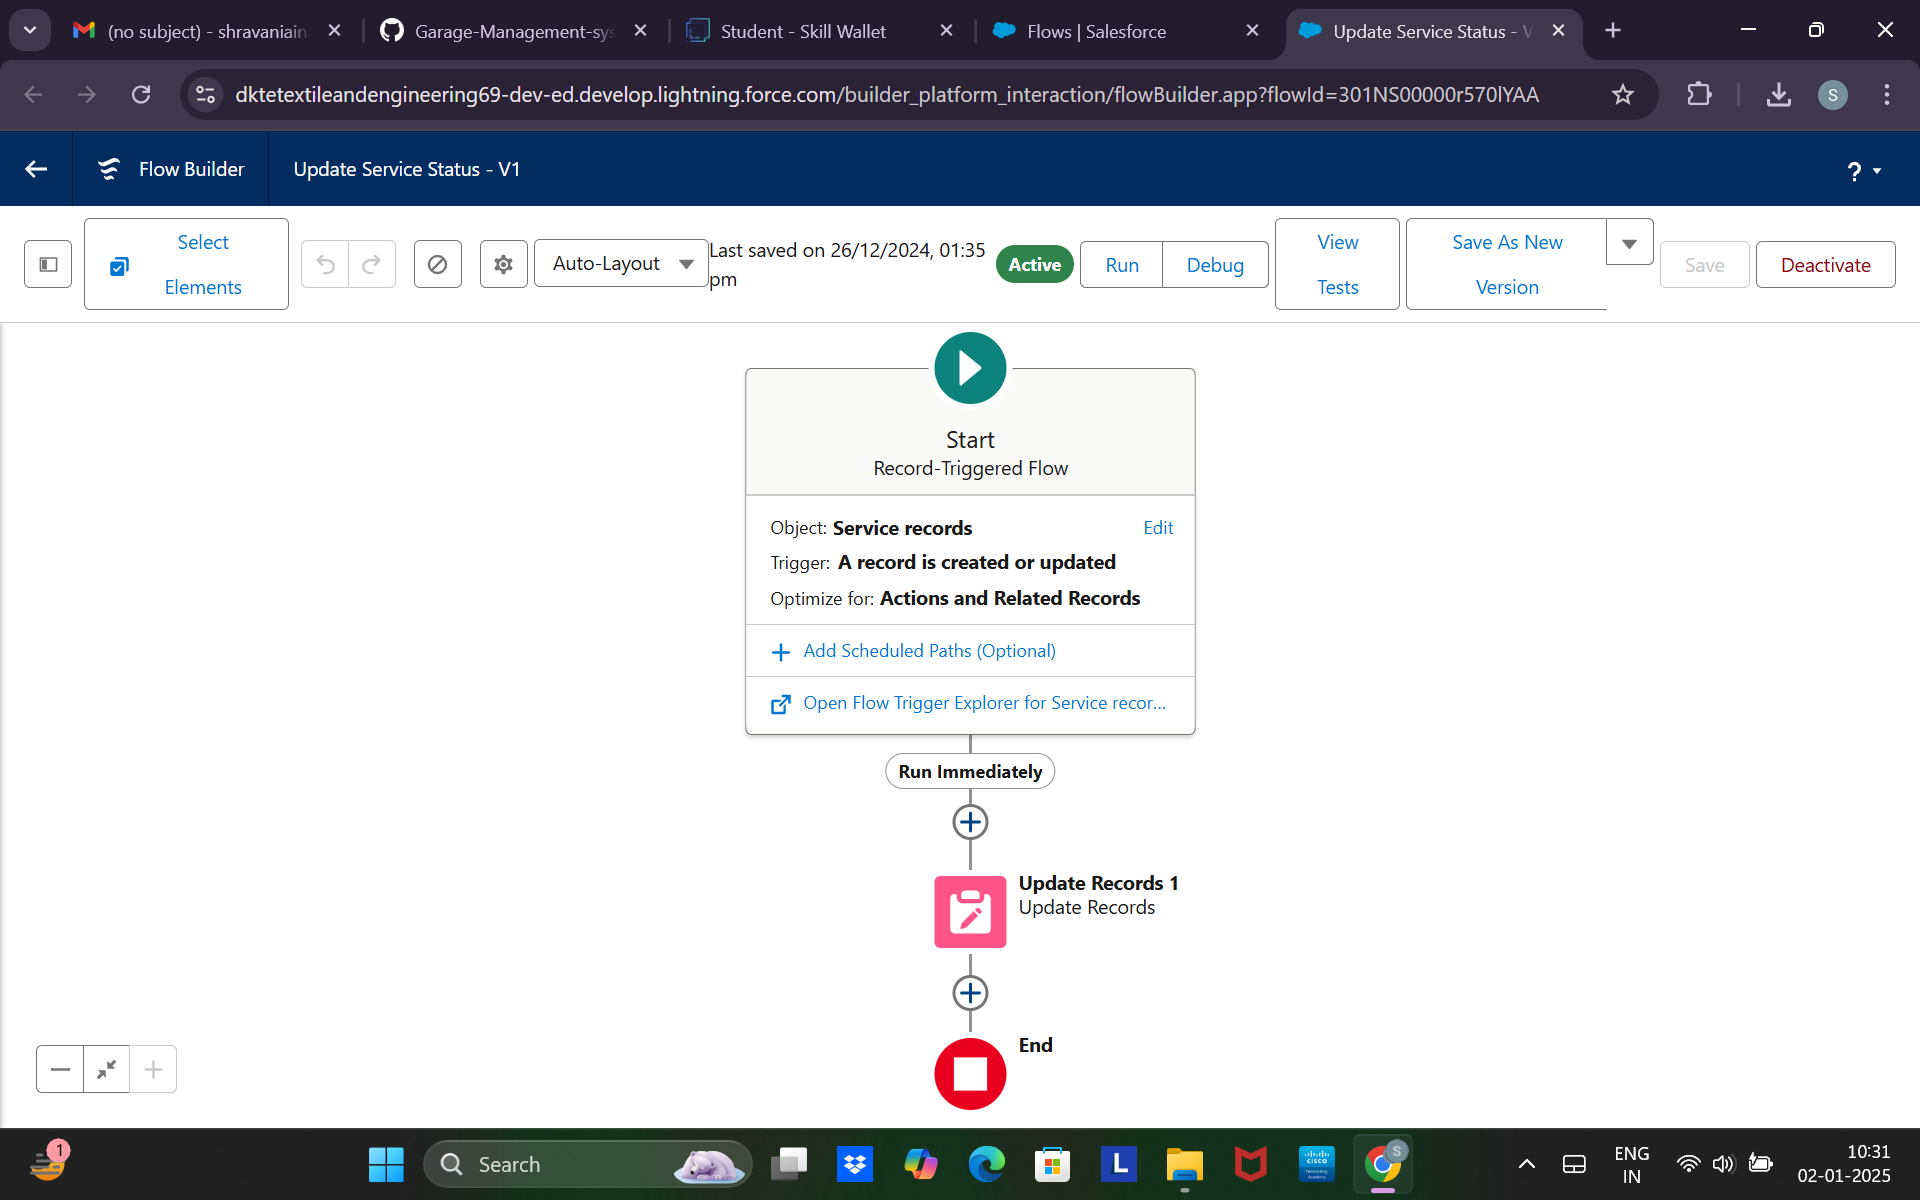 (no subject) - shravaniain
Garage-Management-sys
Student - Skill Wallet
Flows | Salesforce
Update Service Status - V
dktetextileandengineering69-dev-ed.develop.lightning.force.com/builder_platform_interaction/flowBuilder.app?flowId=301NS00000r570lYAA
S
Flow Builder
Update Service Status - V1
?
Select
Elements
Auto-Layout
Last saved on 26/12/2024, 01:35
pm
Active
Run
Debug
View
Tests
Save As New
Version
Save
Deactivate
Start
Record-Triggered Flow
Object: Service records
Edit
Trigger: A record is created or updated
Optimize for: Actions and Related Records
Add Scheduled Paths (Optional)
Open Flow Trigger Explorer for Service recor...
Run Immediately
Update Records 1
Update Records
End
1
Search
L
CISCO
S
ENG
IN
10:31
02-01-2025